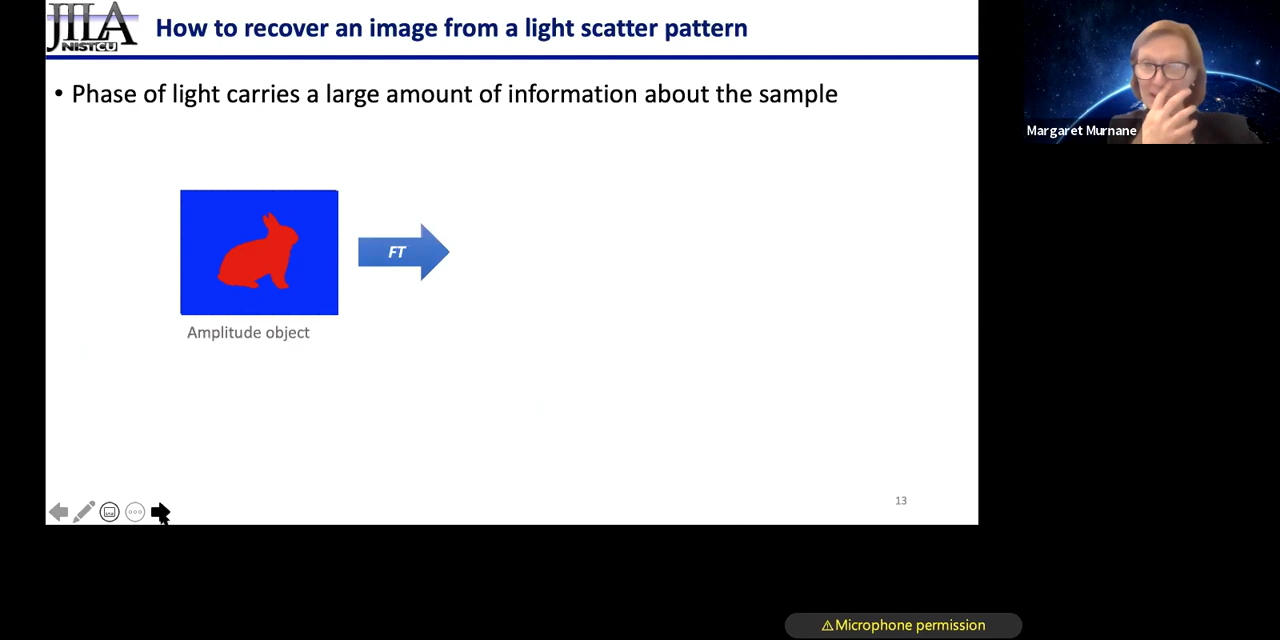 JILA
NIST CU
How to recover an image from a light scatter pattern
• Phase of light carries a large amount of information about the sample
FT
Amplitude object
13
Margaret Murnane
⚠Microphone permission